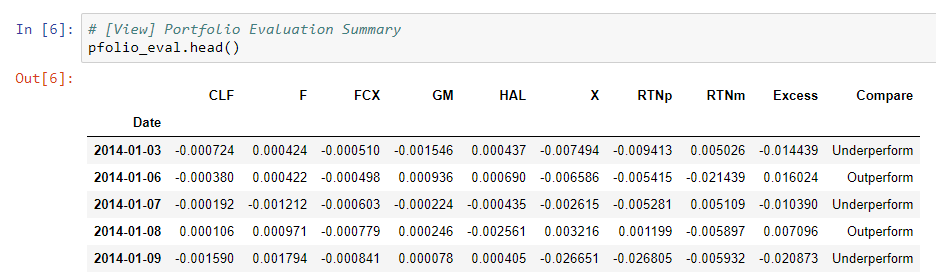 In [6]: # [View] Portfolio Evaluation Summary
pfolio_eval.head()
Out[6]:
CLF F FCX GM HAL X RTNp RTNm Excess Compare
Date
2014-01-03 -0.000724 0.000424 -0.000510 -0.001546 0.000437 -0.007494 -0.009413 0.005026 -0.014439 Underperform
2014-01-06 -0.000380 0.000422 -0.000498 0.000936 0.000690 -0.006586 -0.005415 -0.021439 0.016024 Outperform
2014-01-07 -0.000192 -0.001212 -0.000603 -0.000224 -0.000435 -0.002615 -0.005281 0.005109 -0.010390 Underperform
2014-01-08 0.000106 0.000971 -0.000779 0.000246 -0.002561 0.003216 0.001199 -0.005897 0.007096 Outperform
2014-01-09 -0.001590 0.001794 -0.000841 0.000078 0.000405 -0.026651 -0.026805 -0.005932 -0.020873 Underperform